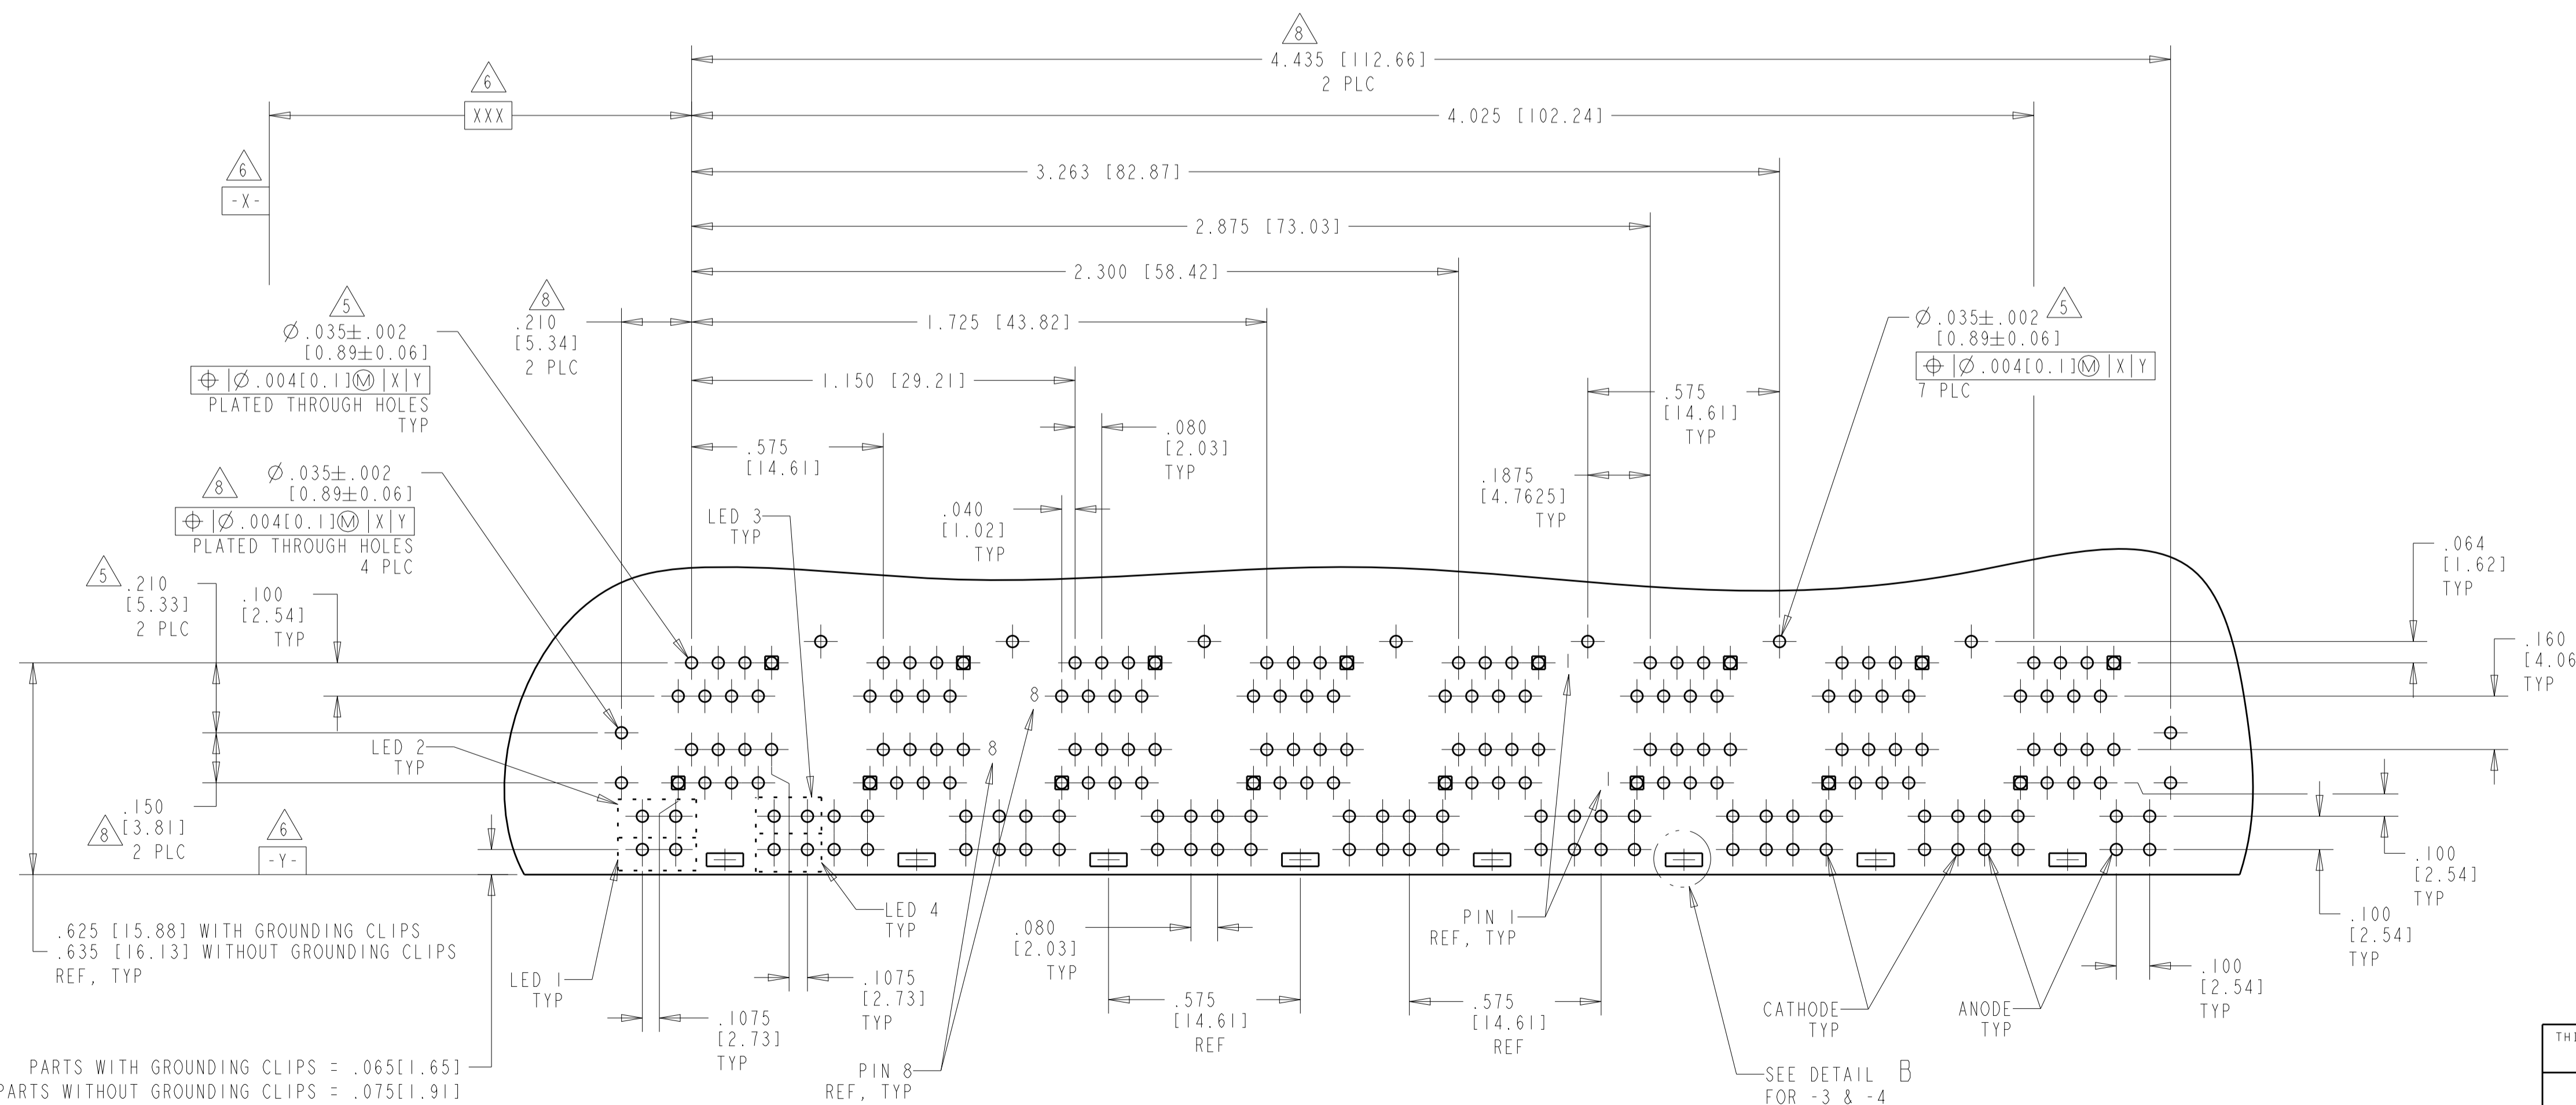 8
4.435 [112.66]
2 PLC
6
XXX
4.025 [102.24]
6
-X-
3.263 [82.87]
2.875 [73.03]
2.300 [58.42]
5
Ø.035±.002
[0.89±0.06]
⌖ Ø.004[0.1]Ⓜ X Y
PLATED THROUGH HOLES
TYP
8
.210
[5.34]
2 PLC
1.725 [43.82]
Ø.035±.002 5
[0.89±0.06]
⌖ Ø.004[0.1]Ⓜ X Y
7 PLC
1.150 [29.21]
.575
[14.61]
TYP
.575
[14.61]
.080
[2.03]
TYP
.1875
[4.7625]
TYP
8
Ø.035±.002
[0.89±0.06]
⌖ Ø.004[0.1]Ⓜ X Y
PLATED THROUGH HOLES
4 PLC
LED 3
TYP
.040
[1.02]
TYP
5
.210
[5.33]
2 PLC
.100
[2.54]
TYP
.064
[1.62]
TYP
.160
[4.06
TYP
1
8
8
1
LED 2
TYP
.150
[3.81]
2 PLC
8
6
-Y-
.100
[2.54]
TYP
.100
[2.54]
TYP
.100
[2.54]
TYP
.625 [15.88] WITH GROUNDING CLIPS
.635 [16.13] WITHOUT GROUNDING CLIPS
REF, TYP
LED 1
TYP
LED 4
TYP
.1075
[2.73]
TYP
.1075
[2.73]
TYP
.080
[2.03]
TYP
PIN 1
REF, TYP
.575
[14.61]
REF
.575
[14.61]
REF
CATHODE
TYP
ANODE
TYP
PIN 8
REF, TYP
SEE DETAIL B
FOR -3 & -4
PARTS WITH GROUNDING CLIPS = .065[1.65]
PARTS WITHOUT GROUNDING CLIPS = .075[1.91]